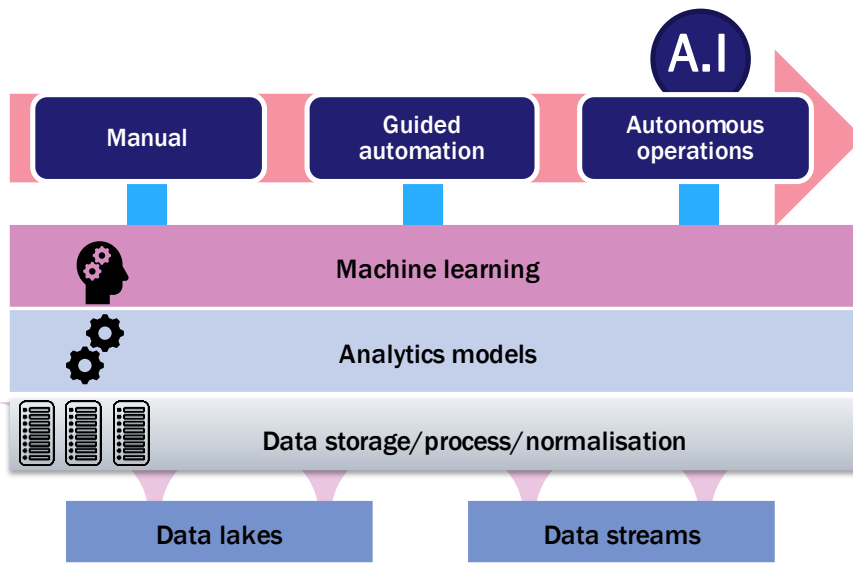 A.I
Manual
Guided
automation
Autonomous
operations
Machine learning
Analytics models
Data storage/process/normalisation
Data lakes
Data streams